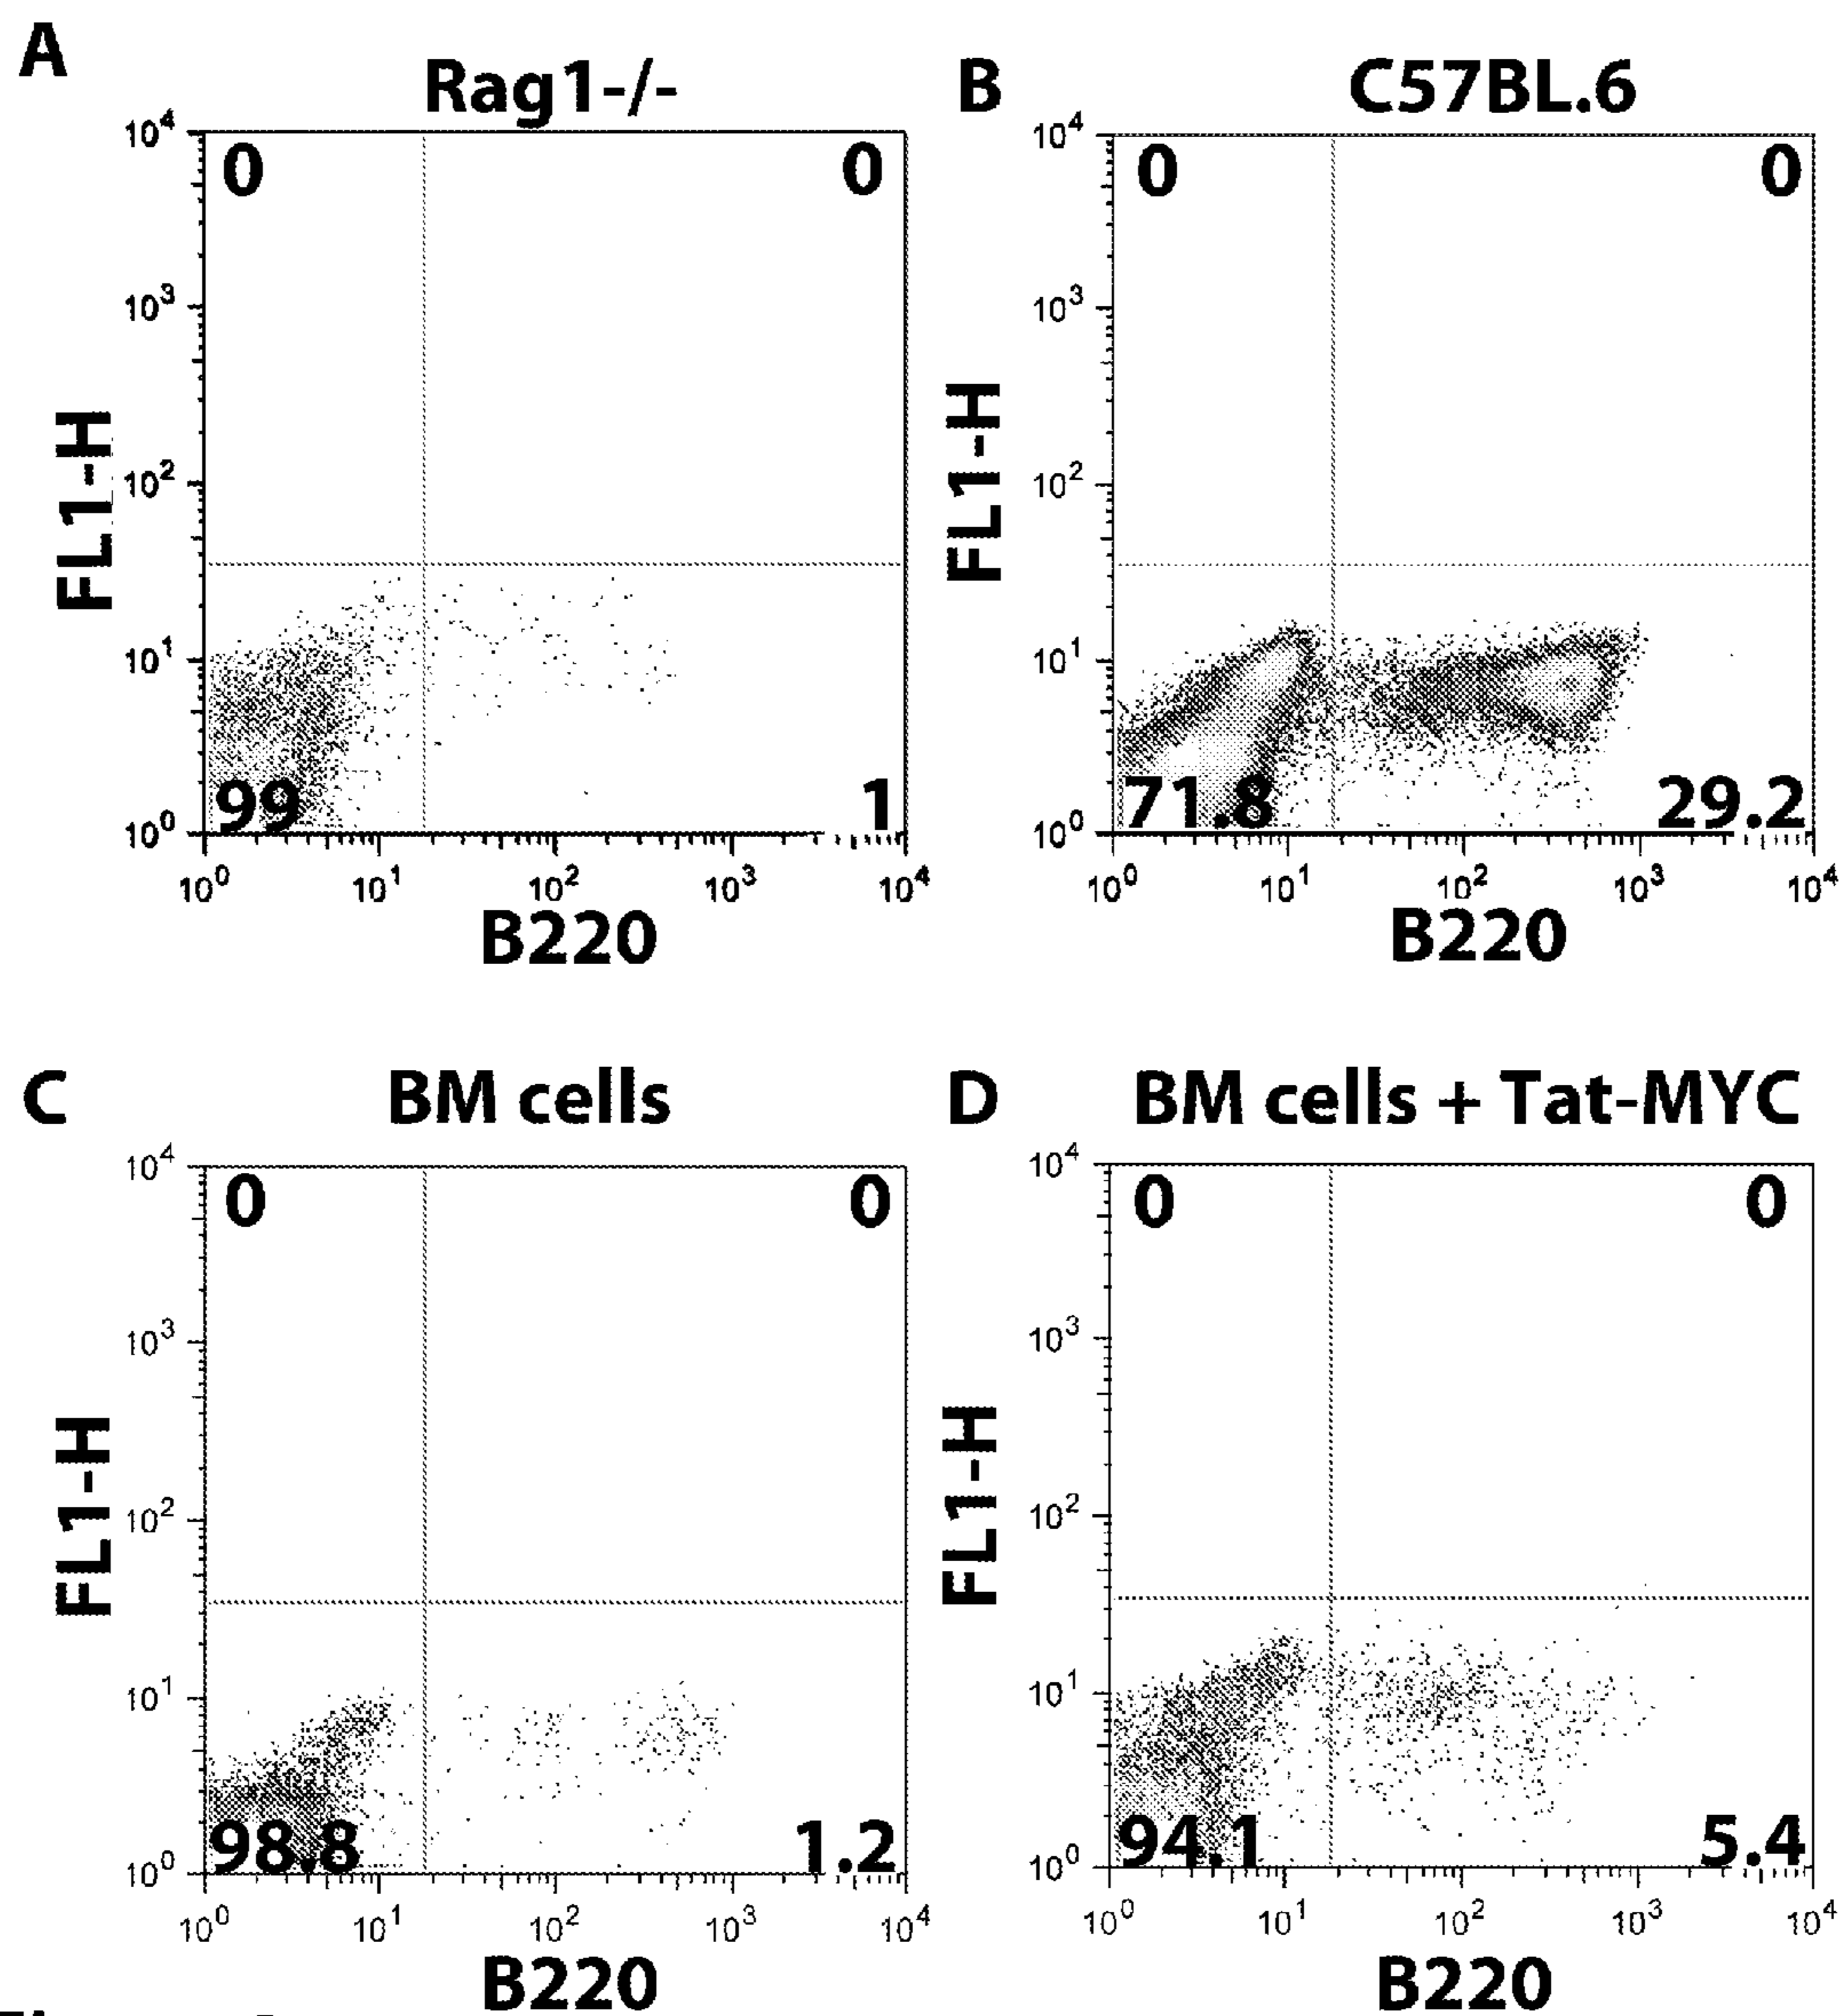 A
Rag1-/-
10⁴
0
0
10³
10²
10¹
10⁰
99
1
FL1-H
10⁰ 10¹ 10² 10³ 10⁴
B220
B
C57BL.6
10⁴
0
0
10³
10²
10¹
10⁰
71.8
29.2
FL1-H
10⁰ 10¹ 10² 10³ 10⁴
B220
C
BM cells
10⁴
0
0
10³
10²
10¹
10⁰
98.8
1.2
FL1-H
10⁰ 10¹ 10² 10³ 10⁴
B220
D
BM cells + Tat-MYC
10⁴
0
0
10³
10²
10¹
10⁰
94.1
5.4
FL1-H
10⁰ 10¹ 10² 10³ 10⁴
B220